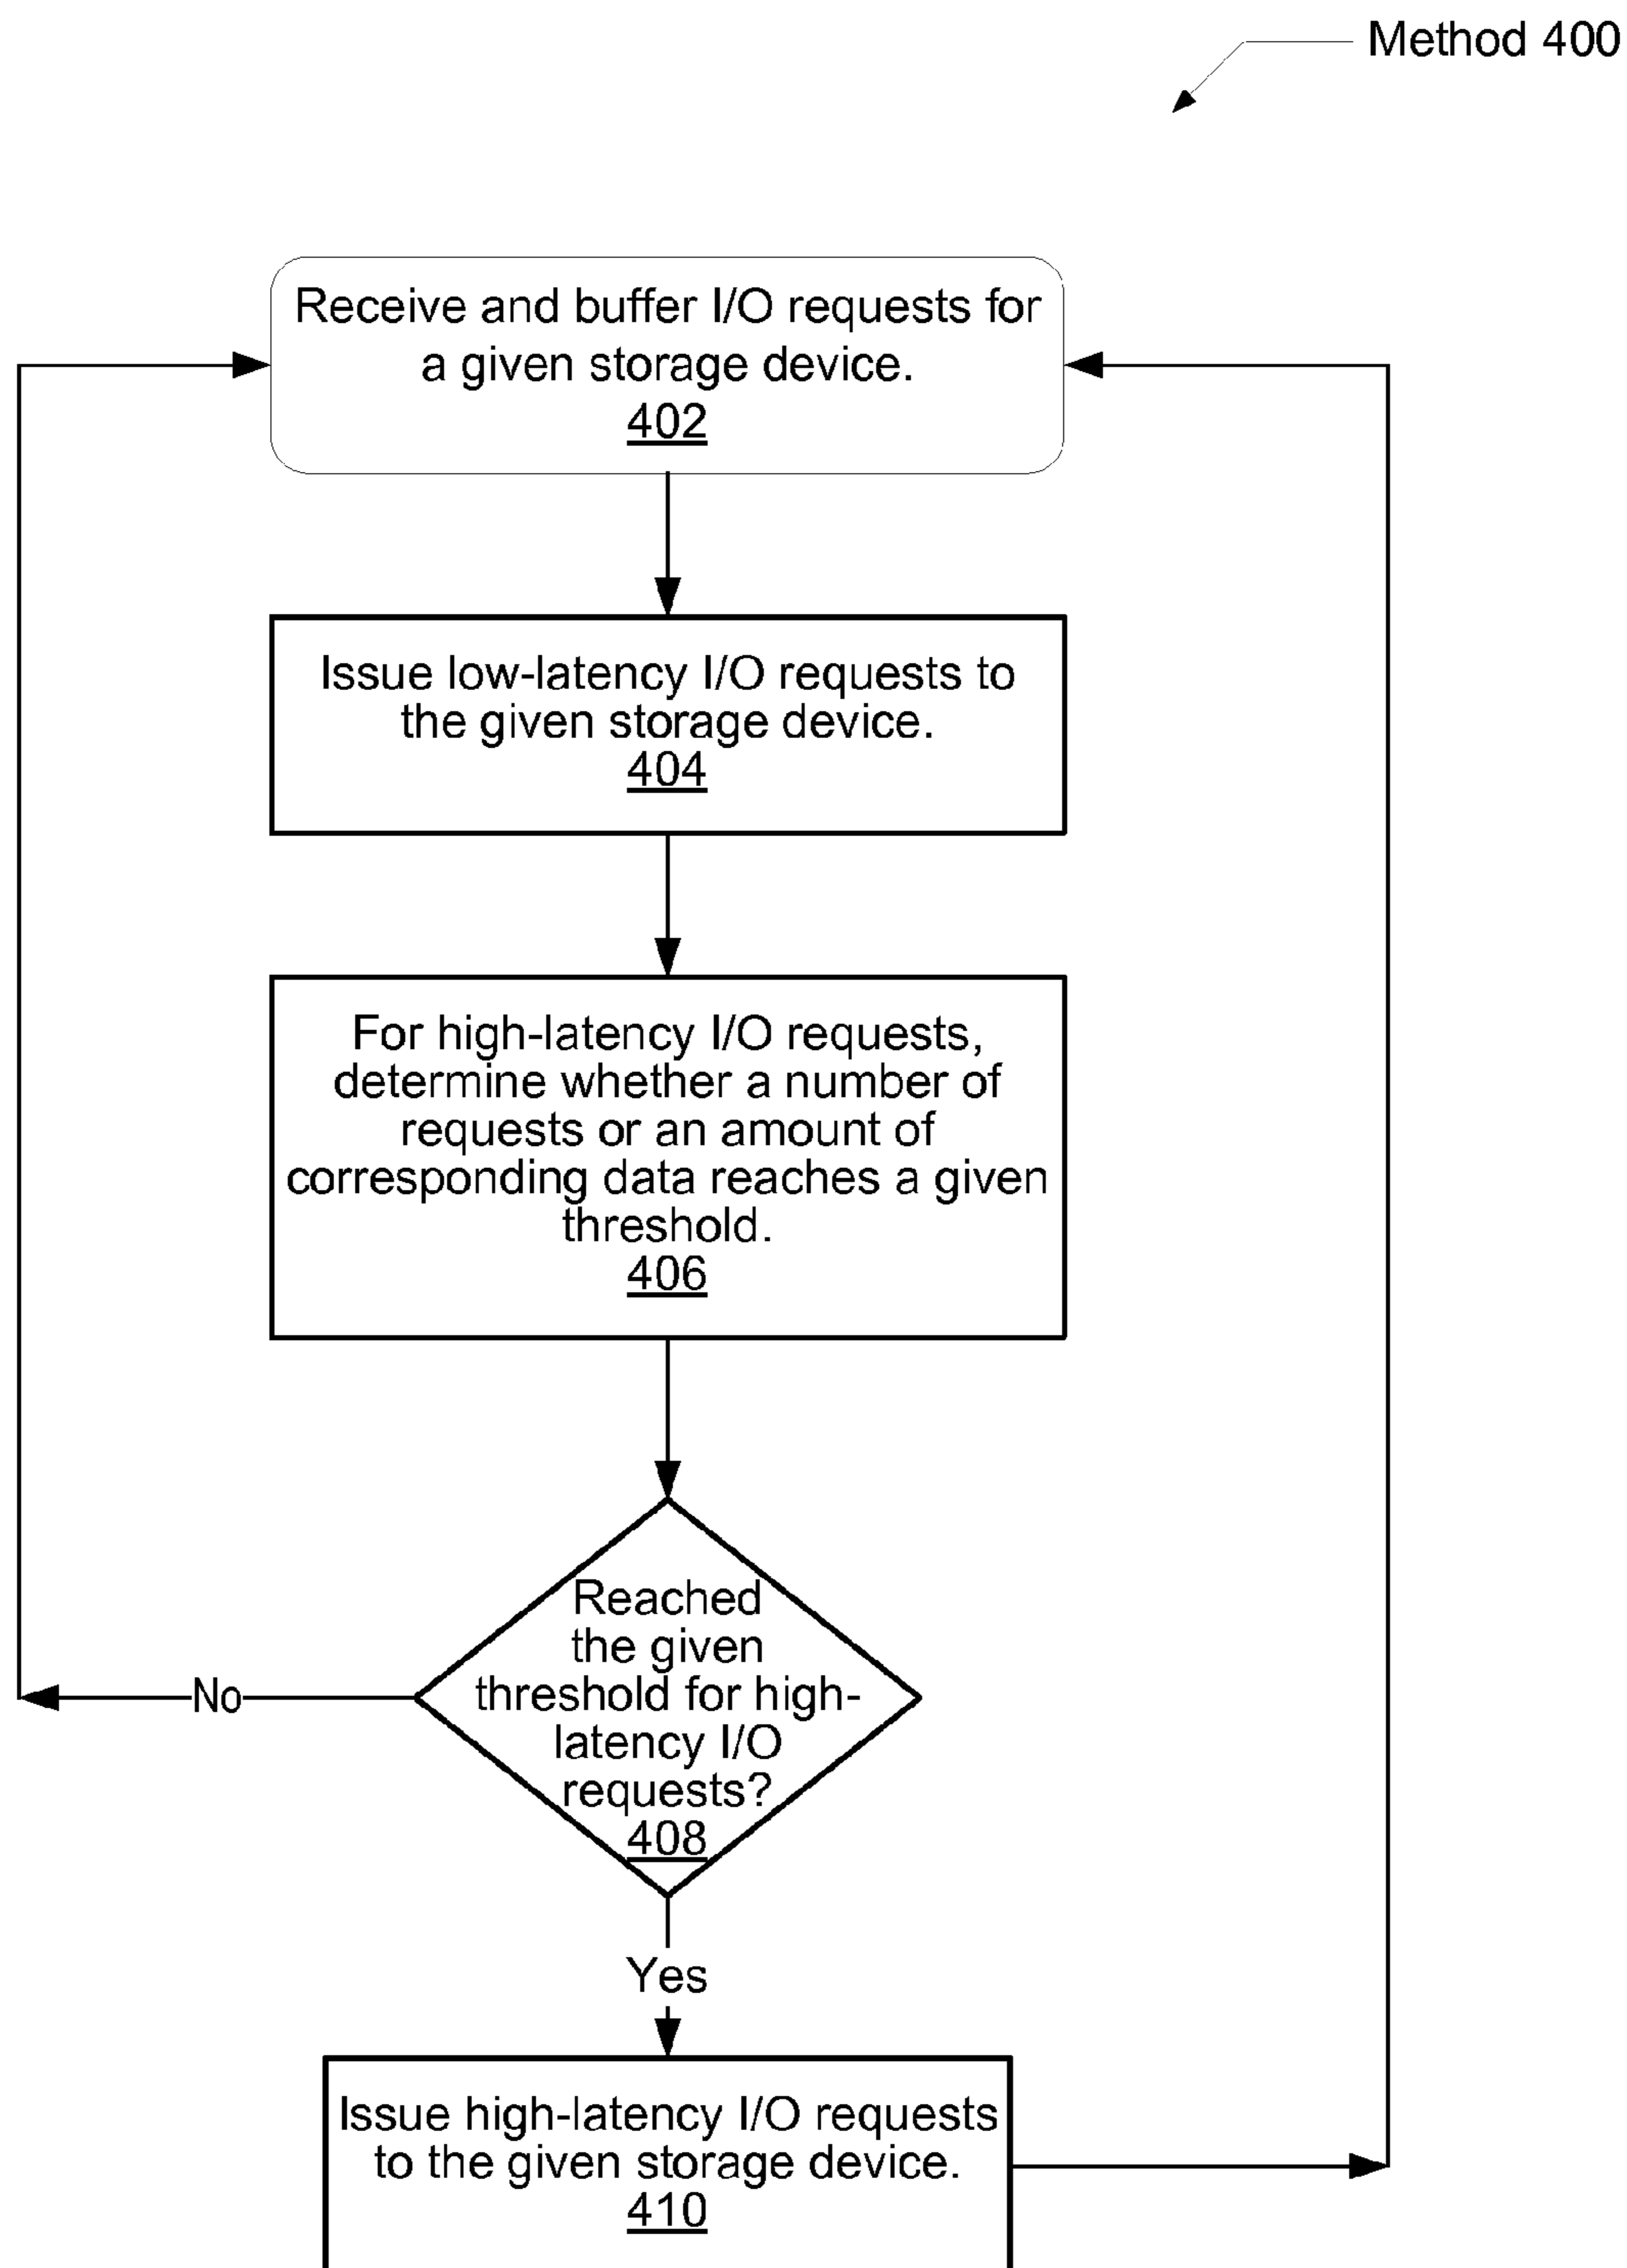 Method 400
Receive and buffer I/O requests for
a given storage device.
402
Issue low-latency I/O requests to
the given storage device.
404
For high-latency I/O requests,
determine whether a number of
requests or an amount of
corresponding data reaches a given
threshold.
406
Reached
the given
threshold for high-
latency I/O
requests?
408
No
Yes
Issue high-latency I/O requests
to the given storage device.
410